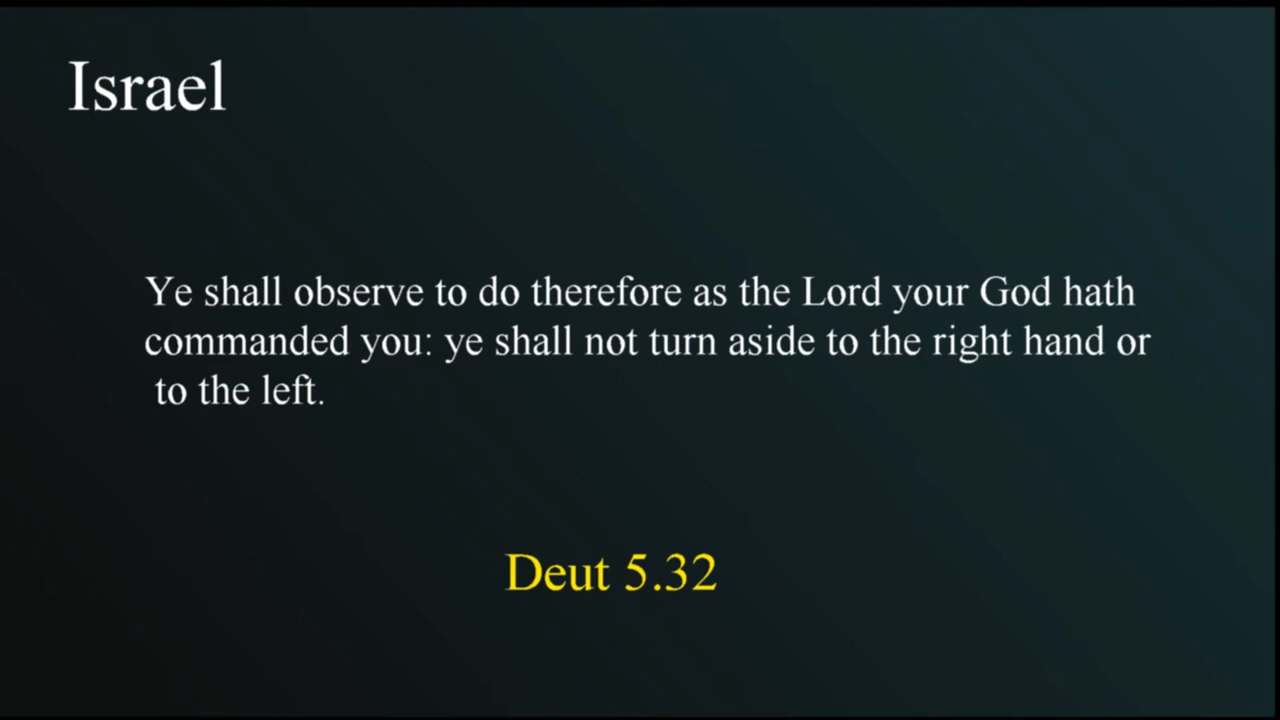 Israel
Ye shall observe to do therefore as the Lord your God hath
commanded you: ye shall not turn aside to the right hand or
to the left.
Deut 5.32